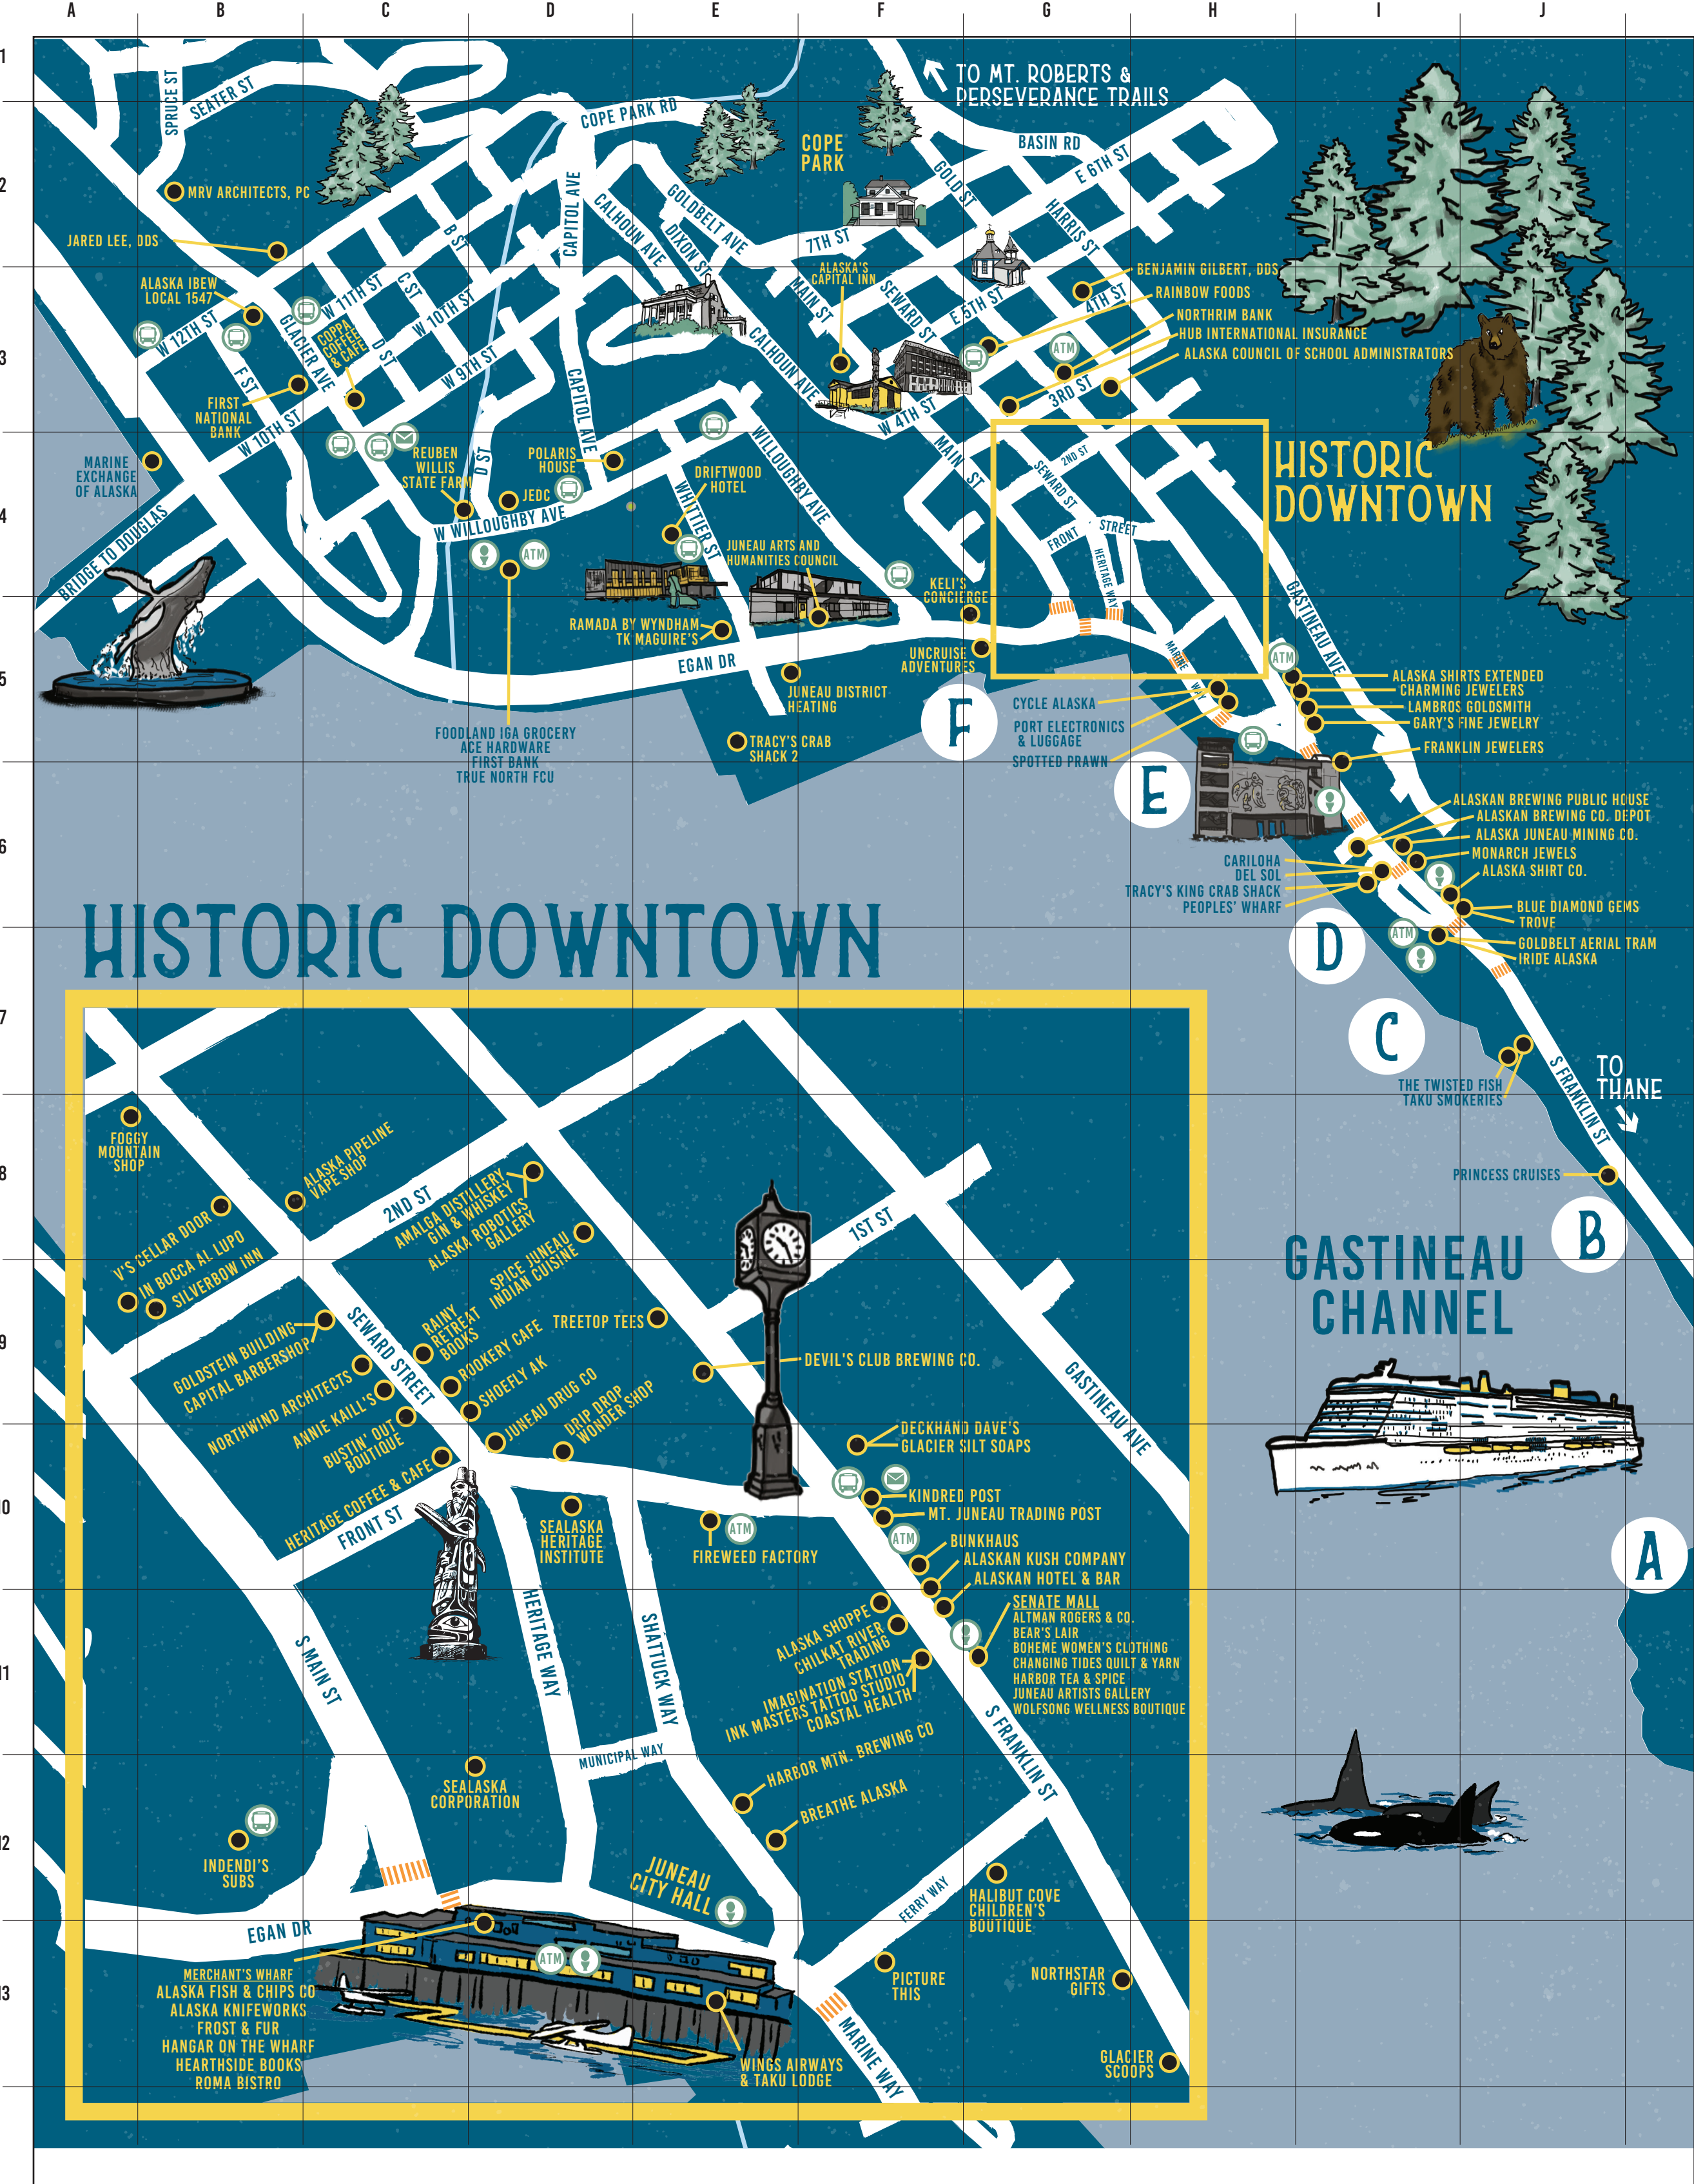 A B C D E F G H I J
1
2
3
4
5
6
7
8
9
10
11
12
13
TO MT. ROBERTS &
PERSEVERANCE TRAILS
SPRUCE ST
SEATER ST
COPE PARK RD
COPE
PARK
BASIN RD
E 6TH ST
GOLD ST
HARRIS ST
MRV ARCHITECTS, PC
JARED LEE, DDS
B ST
CAPITOL AVE
CALHOUN AVE
GOLDBELT AVE
DIXON ST
7TH ST
ALASKA IBEW
LOCAL 1547
W 12TH ST
W 11TH ST
C ST
W 10TH ST
GLACIER AVE
COPPA
COFFEE
& CAFE
D ST
W 9TH ST
F ST
FIRST
NATIONAL
BANK
W 10TH ST
CAPITOL AVE
CALHOUN AVE
ALASKA'S
CAPITAL INN
MAIN ST
SEWARD ST
E 5TH ST
4TH ST
BENJAMIN GILBERT, DDS
RAINBOW FOODS
NORTHRIM BANK
HUB INTERNATIONAL INSURANCE
ALASKA COUNCIL OF SCHOOL ADMINISTRATORS
ATM
3RD ST
W 4TH ST
MAIN ST
HISTORIC
DOWNTOWN
MARINE
EXCHANGE
OF ALASKA
BRIDGE TO DOUGLAS
REUBEN
WILLIS
STATE FARM
D ST
POLARIS
HOUSE
JEDC
W WILLOUGHBY AVE
ATM
WILLOUGHBY AVE
DRIFTWOOD
HOTEL
WHITTIER ST
JUNEAU ARTS AND
HUMANITIES COUNCIL
2ND ST
SEWARD ST
FRONT STREET
HERITAGE WAY
GASTINEAU AVE
KELI'S
CONCIERGE
RAMADA BY WYNDHAM
TK MAGUIRE'S
EGAN DR
UNCRUISE
ADVENTURES
JUNEAU DISTRICT
HEATING
TRACY'S CRAB
SHACK 2
FOODLAND IGA GROCERY
ACE HARDWARE
FIRST BANK
TRUE NORTH FCU
MARINE WAY
ATM
CYCLE ALASKA
PORT ELECTRONICS
& LUGGAGE
SPOTTED PRAWN
ALASKA SHIRTS EXTENDED
CHARMING JEWELERS
LAMBROS GOLDSMITH
GARY'S FINE JEWELRY
FRANKLIN JEWELERS
F
E
ALASKAN BREWING PUBLIC HOUSE
ALASKAN BREWING CO. DEPOT
ALASKA JUNEAU MINING CO.
MONARCH JEWELS
ALASKA SHIRT CO.
CARILOHA
DEL SOL
TRACY'S KING CRAB SHACK
PEOPLES' WHARF
BLUE DIAMOND GEMS
TROVE
GOLDBELT AERIAL TRAM
IRIDE ALASKA
ATM
D
C
THE TWISTED FISH
TAKU SMOKERIES
S FRANKLIN ST
TO
THANE
PRINCESS CRUISES
B
GASTINEAU
CHANNEL
A
HISTORIC DOWNTOWN
FOGGY
MOUNTAIN
SHOP
ALASKA PIPELINE
VAPE SHOP
V'S CELLAR DOOR
IN BOCCA AL LUPO
SILVERBOW INN
2ND ST
AMALGA DISTILLERY
GIN & WHISKEY
ALASKA ROBOTICS
GALLERY
SPICE JUNEAU
INDIAN CUISINE
1ST ST
GOLDSTEIN BUILDING
CAPITAL BARBERSHOP
SEWARD STREET
RAINY
RETREAT
BOOKS
ROOKERY CAFE
TREETOP TEES
NORTHWIND ARCHITECTS
ANNIE KAILL'S
BUSTIN' OUT
BOUTIQUE
SHOEFLY AK
JUNEAU DRUG CO
DRIP DROP
WONDER SHOP
DEVIL'S CLUB BREWING CO.
GASTINEAU AVE
HERITAGE COFFEE & CAFE
FRONT ST
SEALASKA
HERITAGE
INSTITUTE
ATM
FIREWEED FACTORY
DECKHAND DAVE'S
GLACIER SILT SOAPS
KINDRED POST
MT. JUNEAU TRADING POST
ATM
BUNKHAUS
ALASKAN KUSH COMPANY
ALASKAN HOTEL & BAR
SENATE MALL
ALTMAN ROGERS & CO.
BEAR'S LAIR
BOHEME WOMEN'S CLOTHING
CHANGING TIDES QUILT & YARN
HARBOR TEA & SPICE
JUNEAU ARTISTS GALLERY
WOLFSONG WELLNESS BOUTIQUE
ALASKA SHOPPE
CHILKAT RIVER
TRADING
IMAGINATION STATION
INK MASTERS TATTOO STUDIO
COASTAL HEALTH
S MAIN ST
HERITAGE WAY
SHATTUCK WAY
S FRANKLIN ST
MUNICIPAL WAY
HARBOR MTN. BREWING CO
BREATHE ALASKA
SEALASKA
CORPORATION
INDENDI'S
SUBS
JUNEAU
CITY HALL
FERRY WAY
HALIBUT COVE
CHILDREN'S
BOUTIQUE
EGAN DR
ATM
MERCHANT'S WHARF
ALASKA FISH & CHIPS CO
ALASKA KNIFEWORKS
FROST & FUR
HANGAR ON THE WHARF
HEARTHSIDE BOOKS
ROMA BISTRO
PICTURE
THIS
NORTHSTAR
GIFTS
WINGS AIRWAYS
& TAKU LODGE
MARINE WAY
GLACIER
SCOOPS